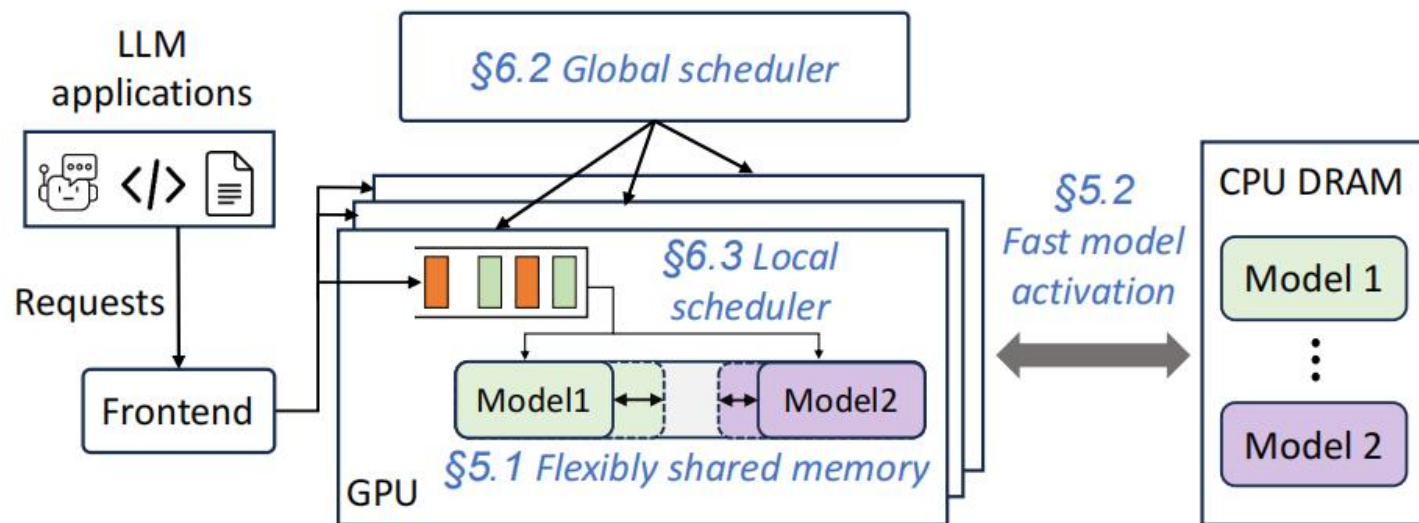 LLM
applications
</>
Requests
Frontend
§6.2 Global scheduler
§6.3 Local
scheduler
Model1
Model2
§5.1 Flexibly shared memory
GPU
§5.2
Fast model
activation
CPU DRAM
Model 1
Model 2